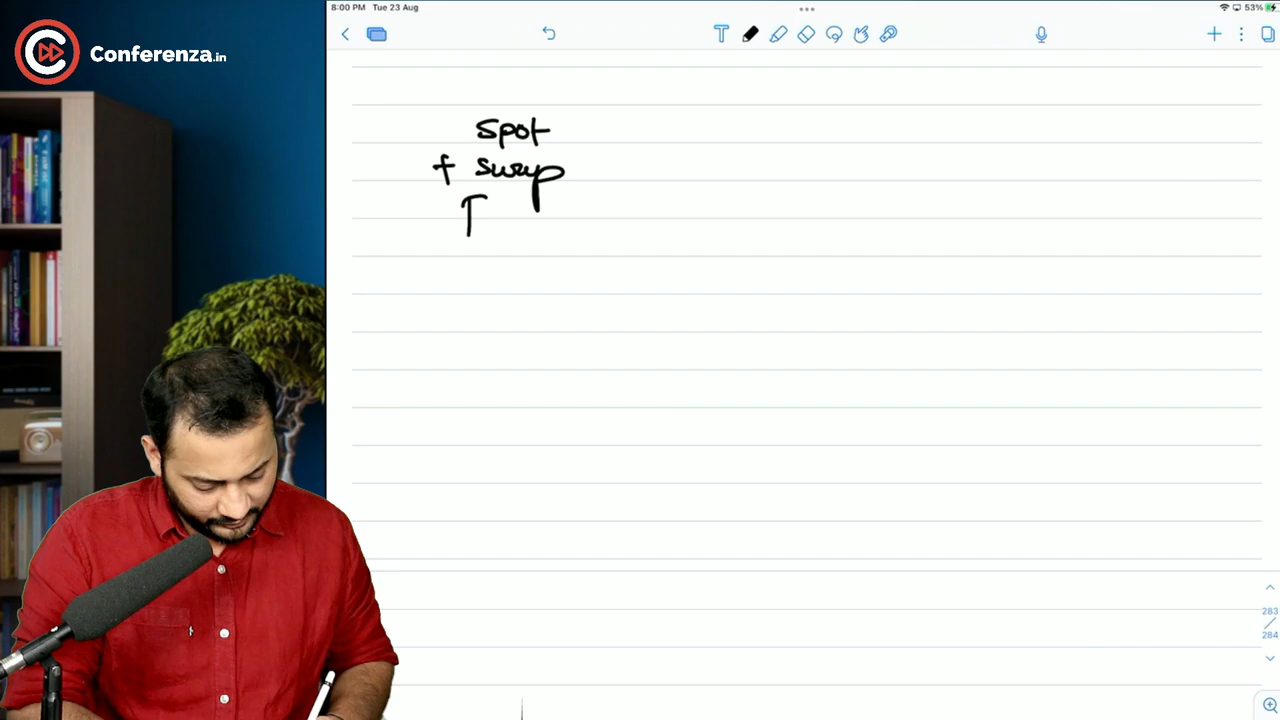 8:00 PM Tue 23 Aug
53%
Conferenza.in
spot
+ swap
283
284